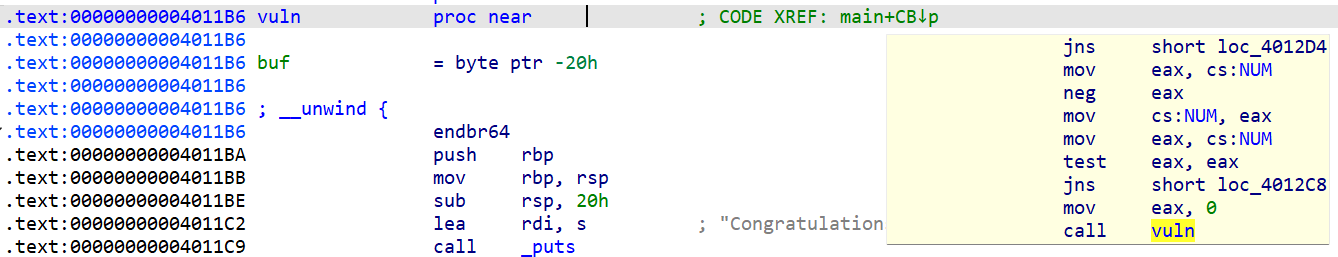 .text:00000000004011B6 vuln proc near ; CODE XREF: main+CB↓p
.text:00000000004011B6
.text:00000000004011B6 buf = byte ptr -20h
.text:00000000004011B6
.text:00000000004011B6 ; __unwind {
.text:00000000004011B6 endbr64
.text:00000000004011BA push rbp
.text:00000000004011BB mov rbp, rsp
.text:00000000004011BE sub rsp, 20h
.text:00000000004011C2 lea rdi, s ; "Congratulation
.text:00000000004011C9 call _puts
jns short loc_4012D4
mov eax, cs:NUM
neg eax
mov cs:NUM, eax
mov eax, cs:NUM
test eax, eax
jns short loc_4012C8
mov eax, 0
call vuln